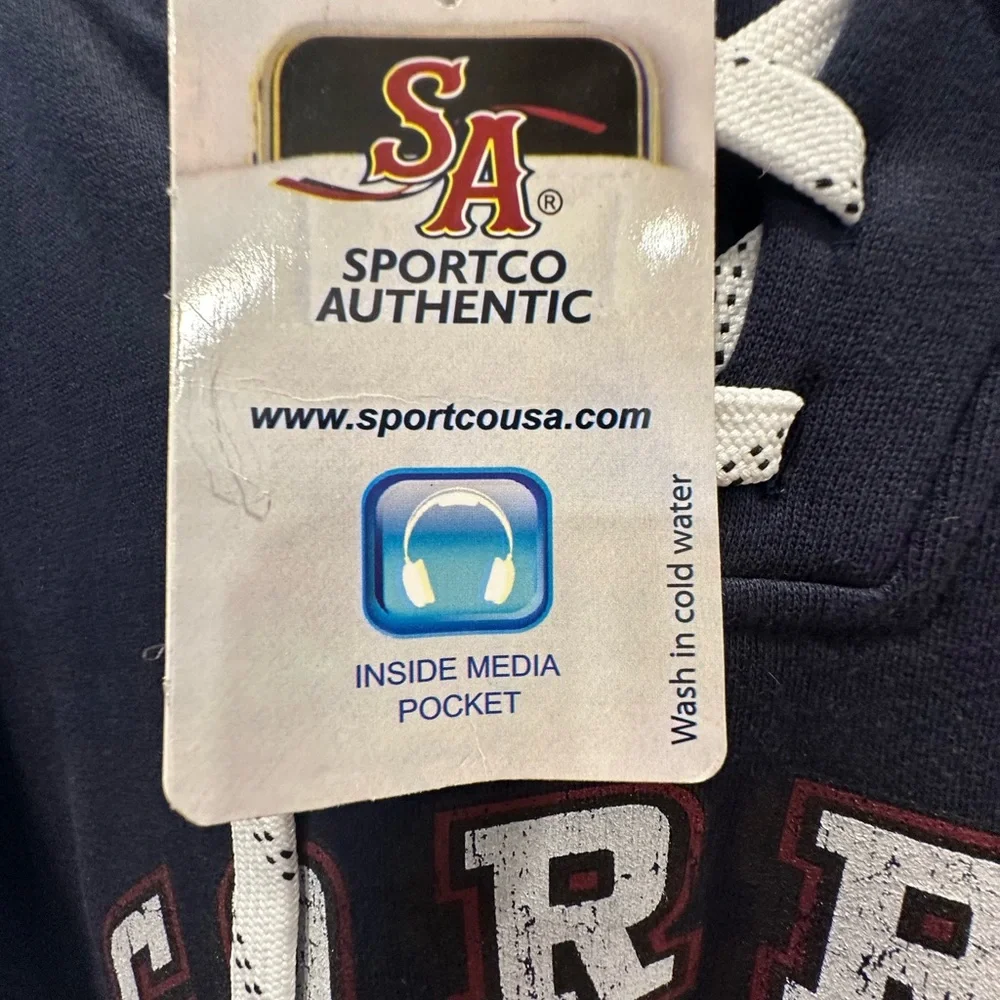 SA®
SPORTCO
AUTHENTIC
www.sportcousa.com
INSIDE MEDIA
POCKET
Wash in cold water